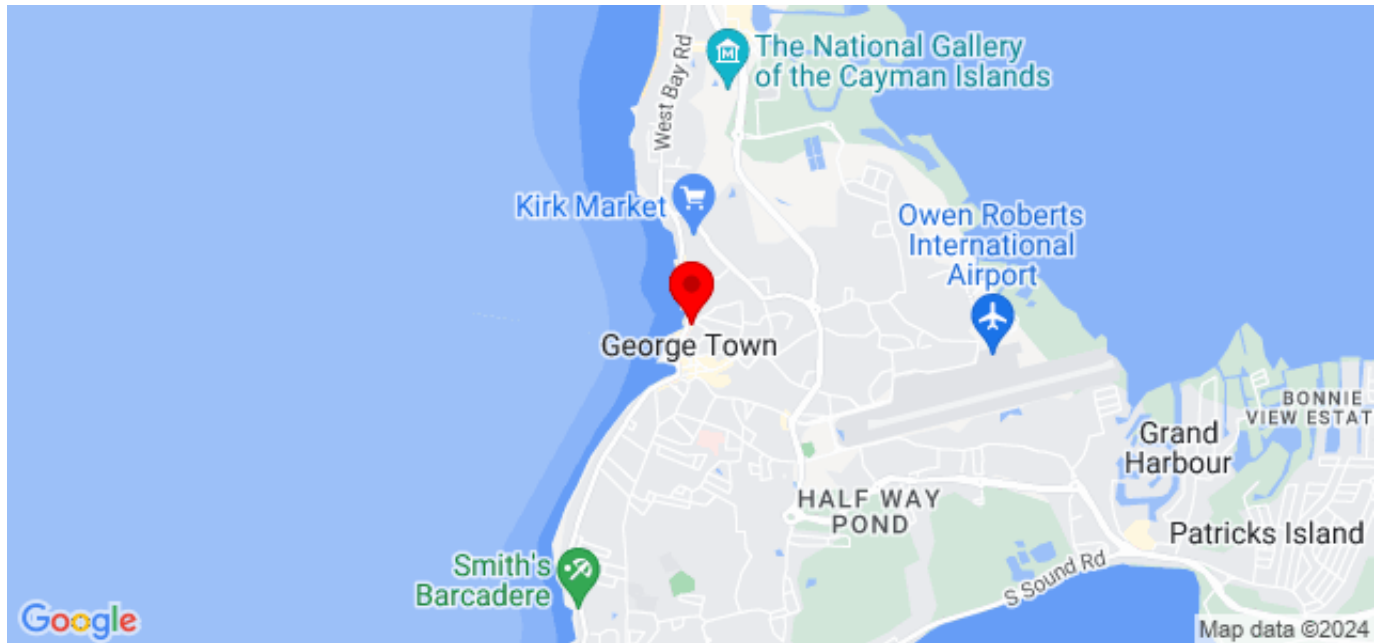 The National Gallery
of the Cayman Islands
West Bay Rd
Kirk Market
Owen Roberts
International
Airport
George Town
BONNIE
VIEW ESTAT
Grand
Harbour
HALF WAY
POND
Patricks Island
Smith's
Barcadere
S Sound Rd
Google
Map data ©2024